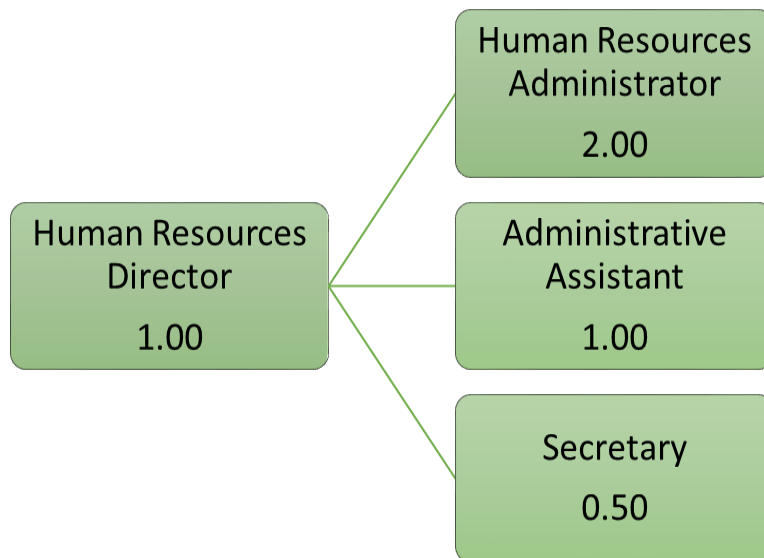 Human Resources
Director
1.00
Human Resources
Administrator
2.00
Administrative
Assistant
1.00
Secretary
0.50